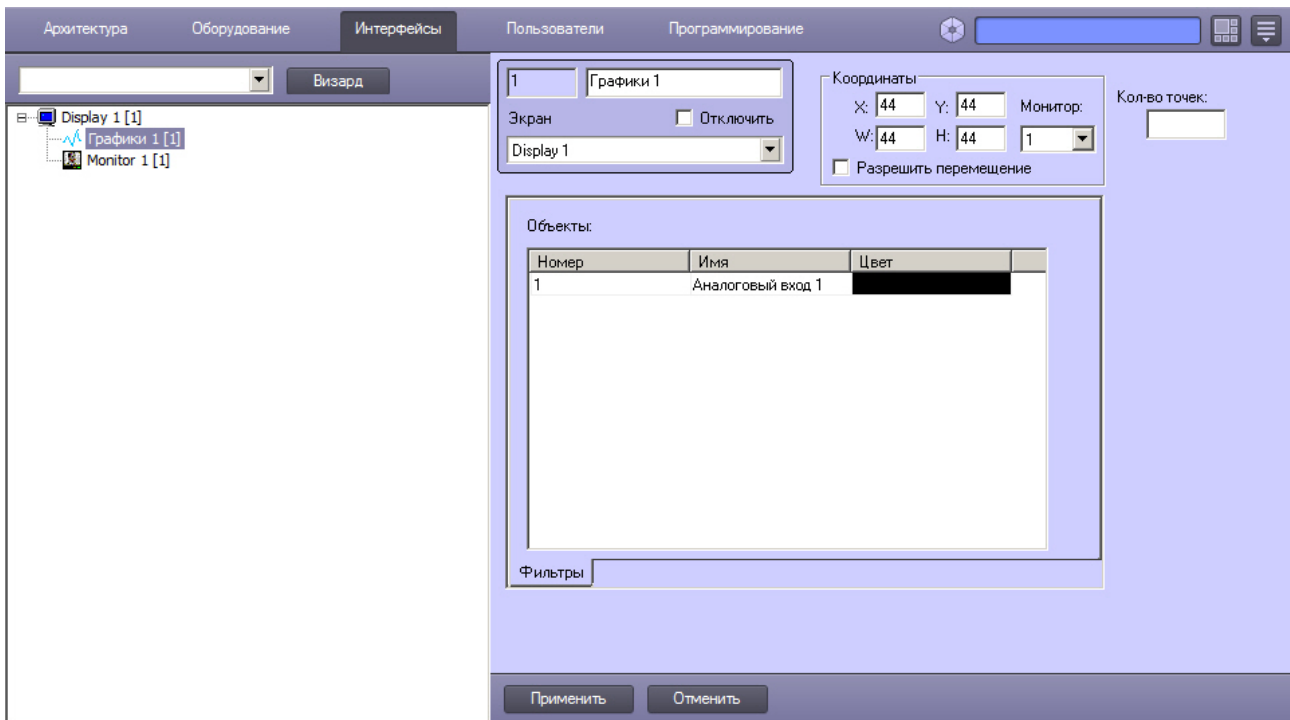 Архитектура Оборудование Интерфейсы Пользователи Программирование
Визард
Display 1 [1]
Графики 1 [1]
Monitor 1 [1]
1 Графики 1
Экран Отключить
Display 1
Координаты
X: 44 Y: 44 Монитор:
W: 44 H: 44 1
Разрешить перемещение
Кол-во точек:
Объекты:
Номер Имя Цвет
1 Аналоговый вход 1
Фильтры
Применить Отменить